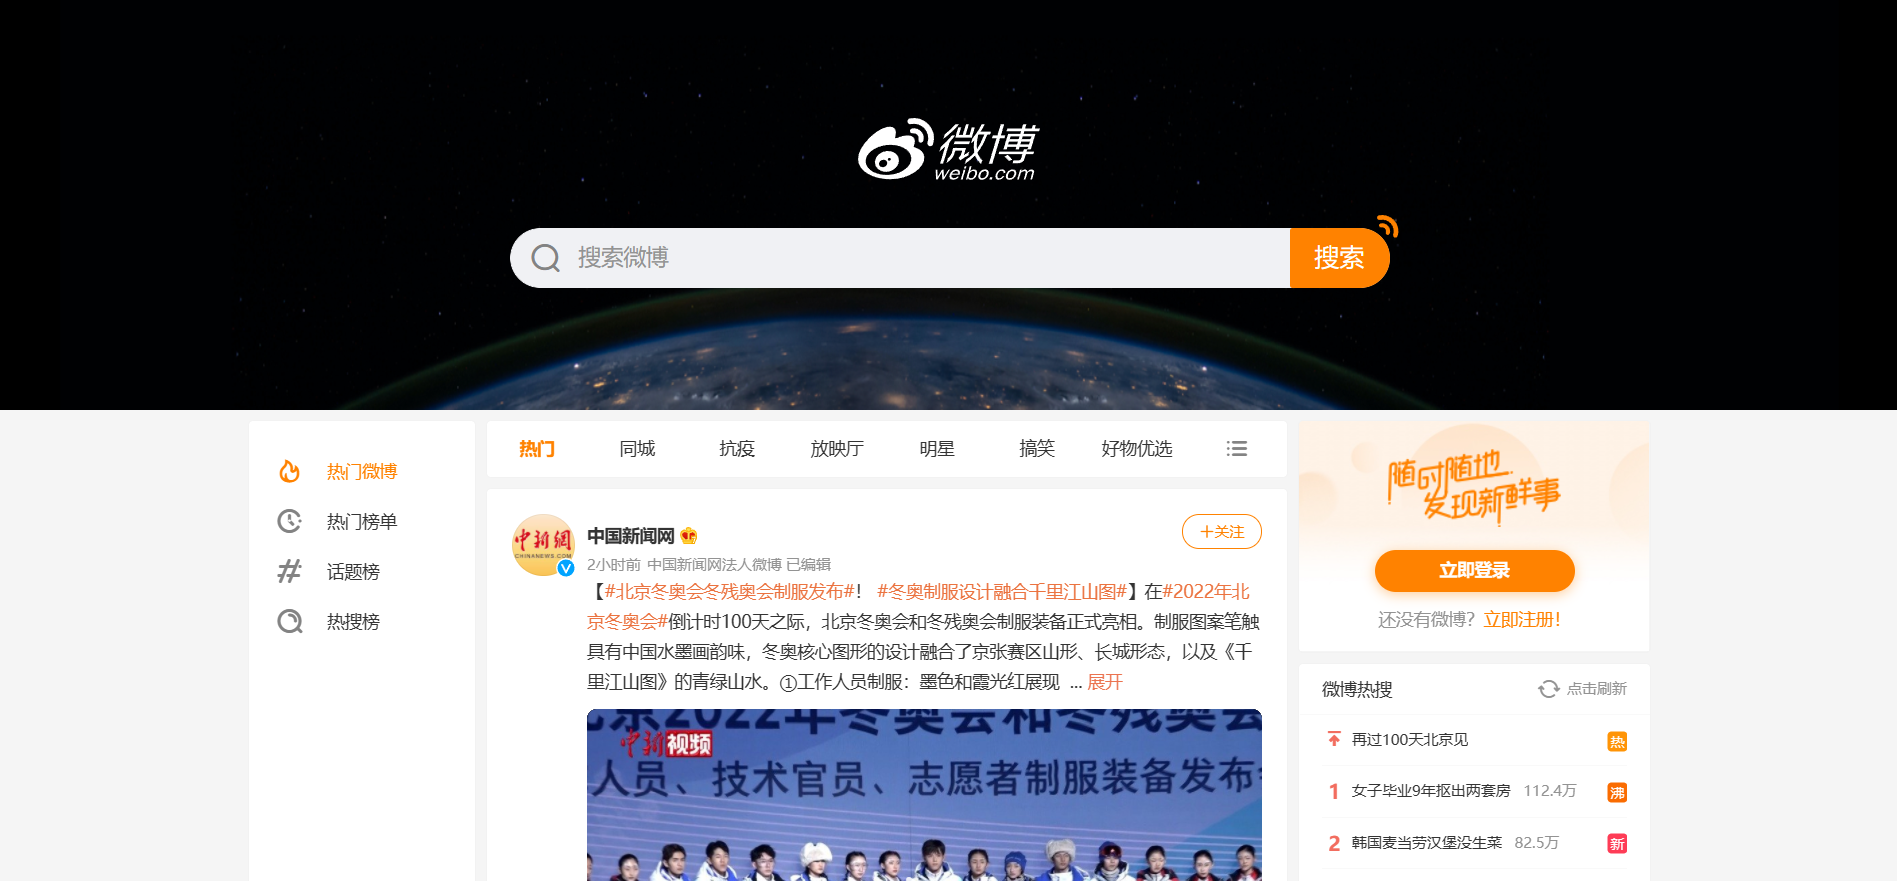 微博
weibo.com
搜索微博
搜索
热门微博
热门榜单
话题榜
热搜榜
热门 同城 抗疫 放映厅 明星 搞笑 好物优选
中新網
CHINANEWS.COM
中国新闻网
2小时前 中国新闻网法人微博 已编辑
+关注
【#北京冬奥会冬残奥会制服发布#！ #冬奥制服设计融合千里江山图#】在#2022年北
京冬奥会#倒计时100天之际，北京冬奥会和冬残奥会制服装备正式亮相。制服图案笔触
具有中国水墨画韵味，冬奥核心图形的设计融合了京张赛区山形、长城形态，以及《千
里江山图》的青绿山水。①工作人员制服：墨色和霞光红展现 ... 展开
北京2022年冬奥会和冬残奥会
中新视频
人员、技术官员、志愿者制服装备发布会
随时随地
发现新鲜事
立即登录
还没有微博？立即注册！
微博热搜 点击刷新
再过100天北京见 热
1 女子毕业9年抠出两套房 112.4万 沸
2 韩国麦当劳汉堡没生菜 82.5万 新